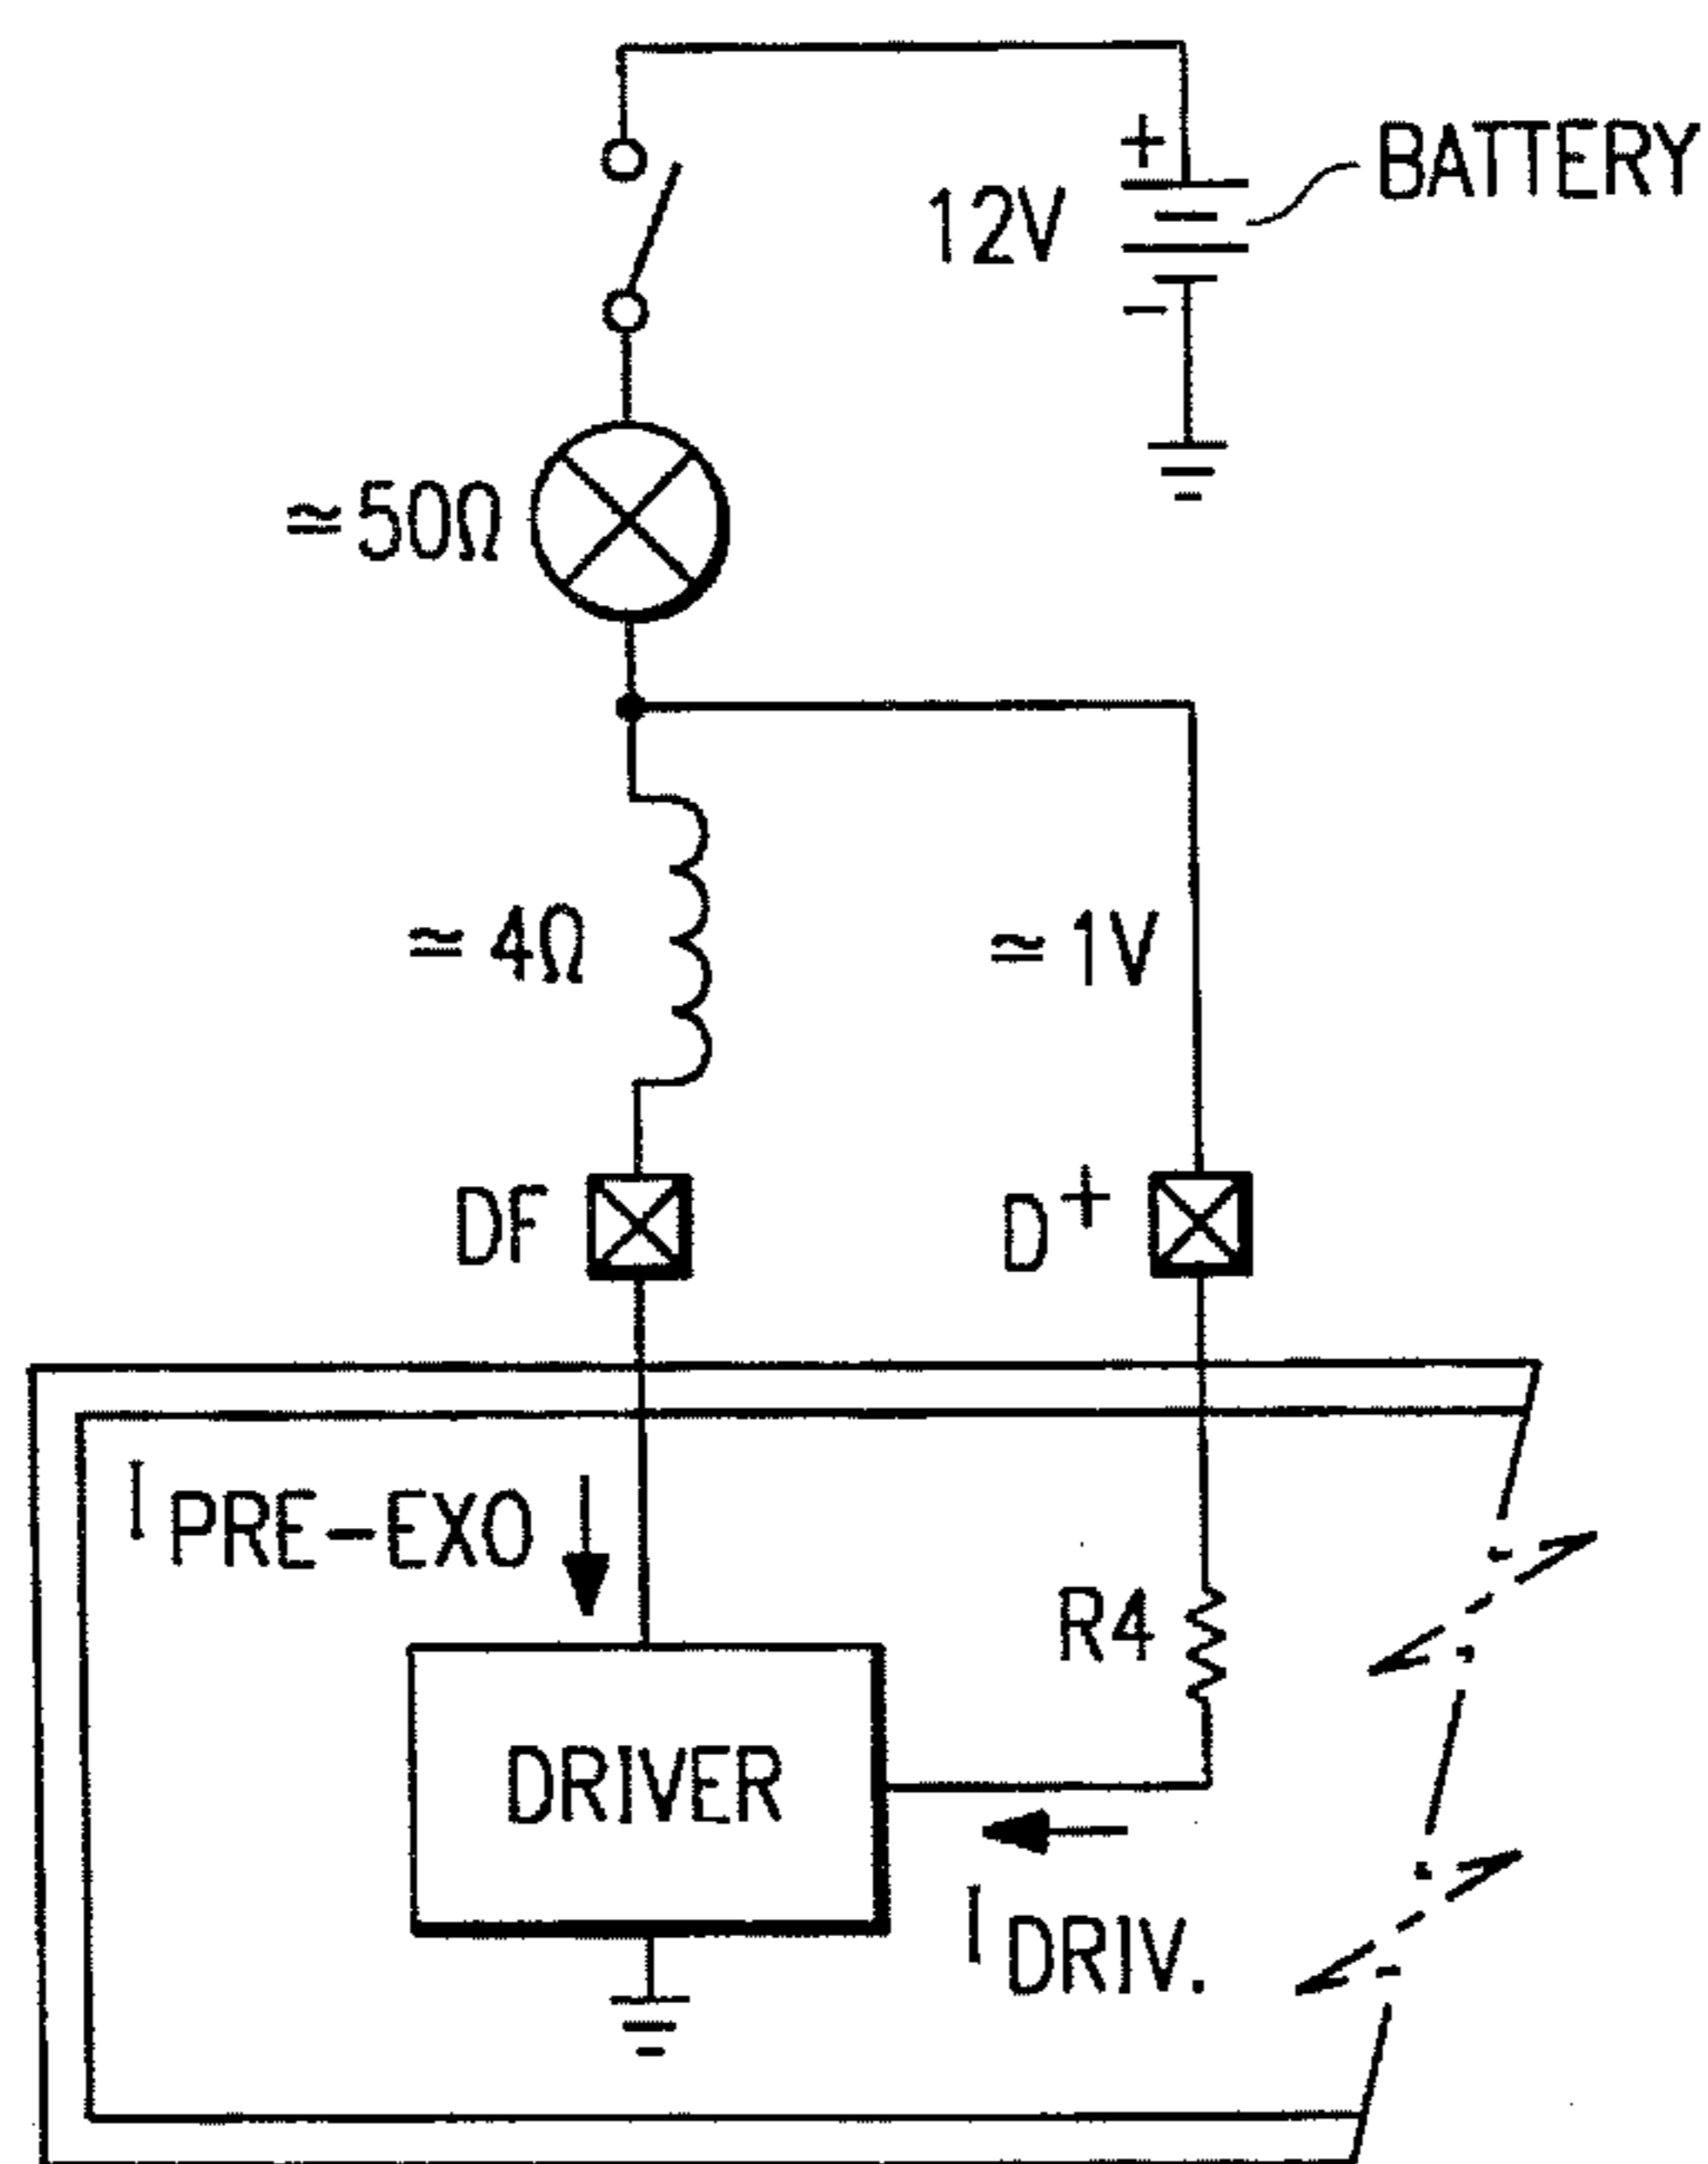 +
BATTERY
12V
−
≃50Ω
≃4Ω
≃1V
DF
D+
I PRE-EXO
R4
DRIVER
I DRIV.